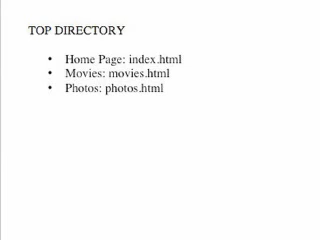 TOP DIRECTORY
• Home Page: index.html
• Movies: movies.html
• Photos: photos.html